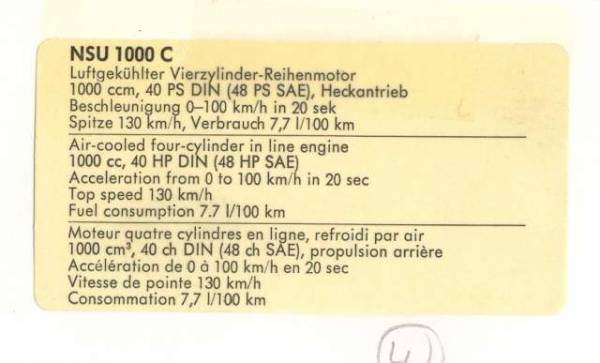 NSU 1000 C
Luftgekühlter Vierzylinder-Reihenmotor
1000 ccm, 40 PS DIN (48 PS SAE), Heckantrieb
Beschleunigung 0–100 km/h in 20 sek
Spitze 130 km/h, Verbrauch 7,7 l/100 km
Air-cooled four-cylinder in line engine
1000 cc, 40 HP DIN (48 HP SAE)
Acceleration from 0 to 100 km/h in 20 sec
Top speed 130 km/h
Fuel consumption 7.7 l/100 km
Moteur quatre cylindres en ligne, refroidi par air
1000 cm³, 40 ch DIN (48 ch SAE), propulsion arrière
Accélération de 0 à 100 km/h en 20 sec
Vitesse de pointe 130 km/h
Consommation 7,7 l/100 km
4